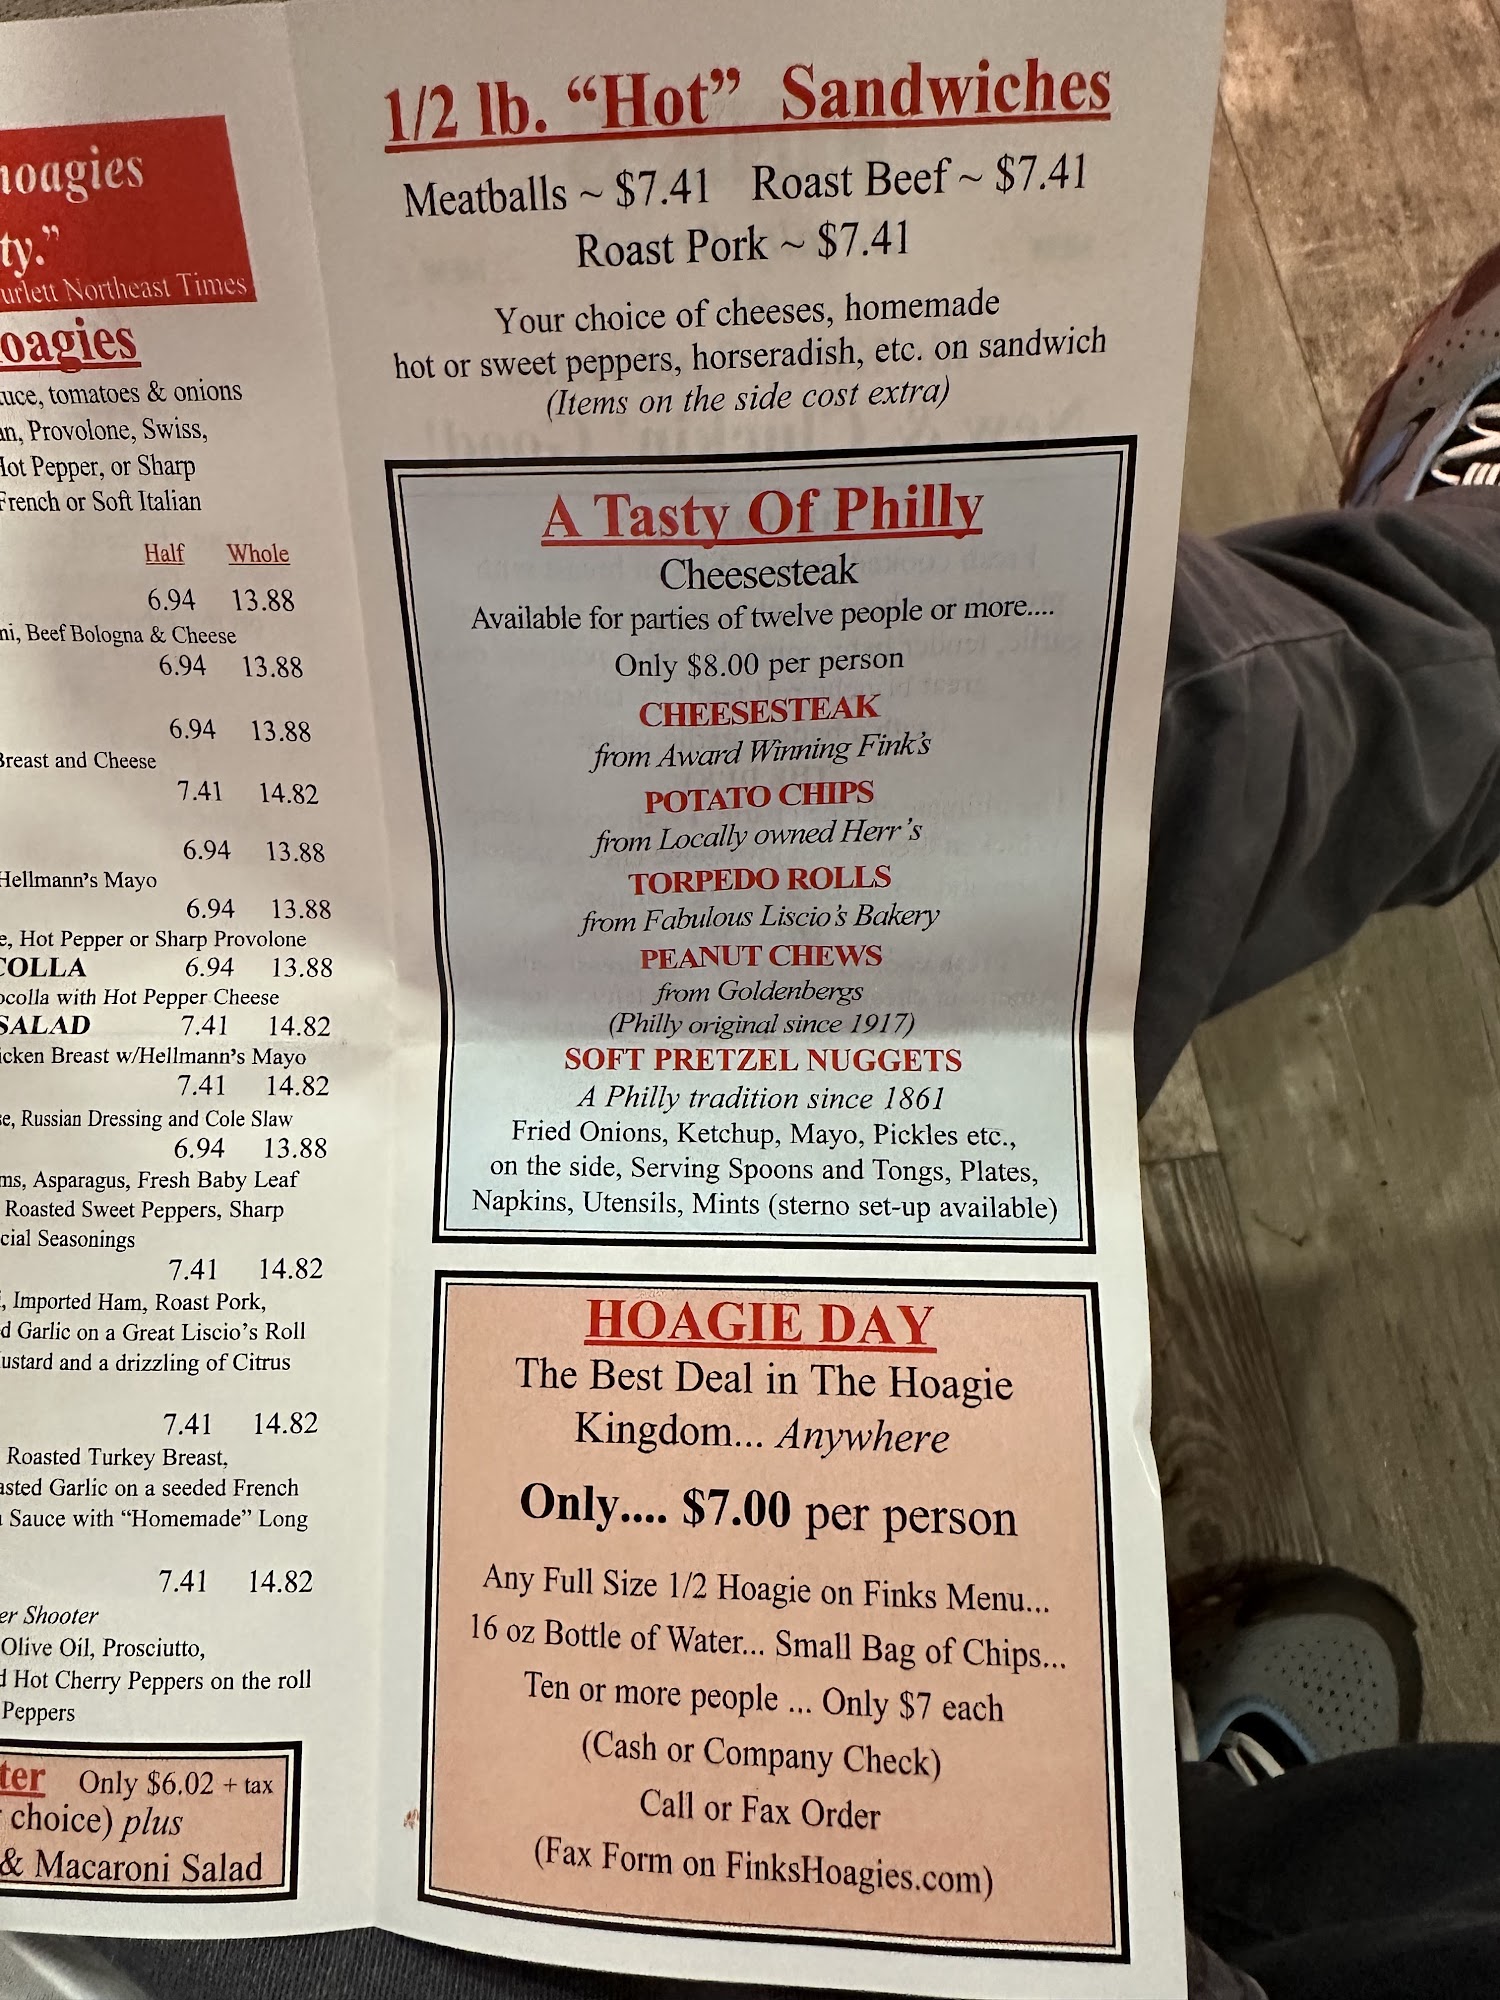 hoagies
ty.”
urlett Northeast Times
oagies
uce, tomatoes & onions
an, Provolone, Swiss,
Hot Pepper, or Sharp
French or Soft Italian
Half Whole
6.94 13.88
ni, Beef Bologna & Cheese
6.94 13.88
6.94 13.88
Breast and Cheese
7.41 14.82
6.94 13.88
Hellmann’s Mayo
6.94 13.88
e, Hot Pepper or Sharp Provolone
COLLA 6.94 13.88
ocolla with Hot Pepper Cheese
SALAD 7.41 14.82
icken Breast w/Hellmann’s Mayo
7.41 14.82
se, Russian Dressing and Cole Slaw
6.94 13.88
ms, Asparagus, Fresh Baby Leaf
Roasted Sweet Peppers, Sharp
cial Seasonings
7.41 14.82
, Imported Ham, Roast Pork,
d Garlic on a Great Liscio’s Roll
ustard and a drizzling of Citrus
7.41 14.82
Roasted Turkey Breast,
asted Garlic on a seeded French
Sauce with “Homemade” Long
7.41 14.82
er Shooter
Olive Oil, Prosciutto,
d Hot Cherry Peppers on the roll
Peppers
ter Only $6.02 + tax
choice) plus
& Macaroni Salad
1/2 lb. “Hot” Sandwiches
Meatballs ~ $7.41 Roast Beef ~ $7.41
Roast Pork ~ $7.41
Your choice of cheeses, homemade
hot or sweet peppers, horseradish, etc. on sandwich
(Items on the side cost extra)
A Tasty Of Philly
Cheesesteak
Available for parties of twelve people or more....
Only $8.00 per person
CHEESESTEAK
from Award Winning Fink’s
POTATO CHIPS
from Locally owned Herr’s
TORPEDO ROLLS
from Fabulous Liscio’s Bakery
PEANUT CHEWS
from Goldenbergs
(Philly original since 1917)
SOFT PRETZEL NUGGETS
A Philly tradition since 1861
Fried Onions, Ketchup, Mayo, Pickles etc.,
on the side, Serving Spoons and Tongs, Plates,
Napkins, Utensils, Mints (sterno set-up available)
HOAGIE DAY
The Best Deal in The Hoagie
Kingdom... Anywhere
Only.... $7.00 per person
Any Full Size 1/2 Hoagie on Finks Menu...
16 oz Bottle of Water... Small Bag of Chips...
Ten or more people ... Only $7 each
(Cash or Company Check)
Call or Fax Order
(Fax Form on FinksHoagies.com)